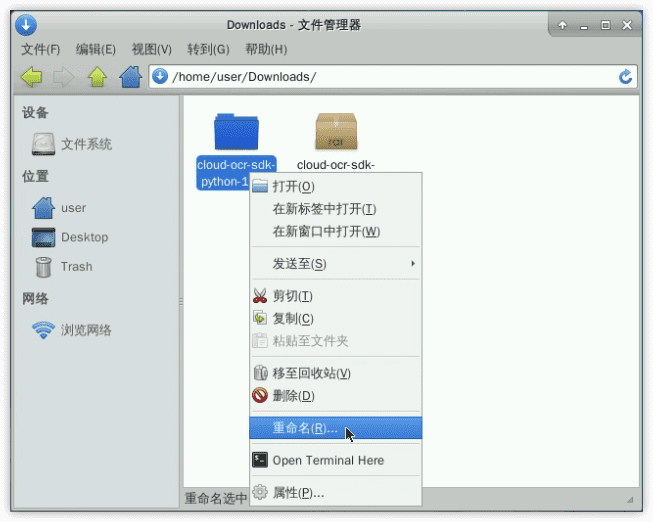 Downloads - 文件管理器
文件(F) 编辑(E) 视图(V) 转到(G) 帮助(H)
/home/user/Downloads/
设备
文件系统
位置
user
Desktop
Trash
网络
浏览网络
cloud-ocr-sdk-
python-1
rar
cloud-ocr-sdk-
打开(O)
在新标签中打开(T)
在新窗口中打开(W)
发送至(S)
剪切(T)
复制(C)
粘贴至文件夹
移至回收站(V)
删除(D)
重命名(R)...
Open Terminal Here
属性(P)...
重命名选中